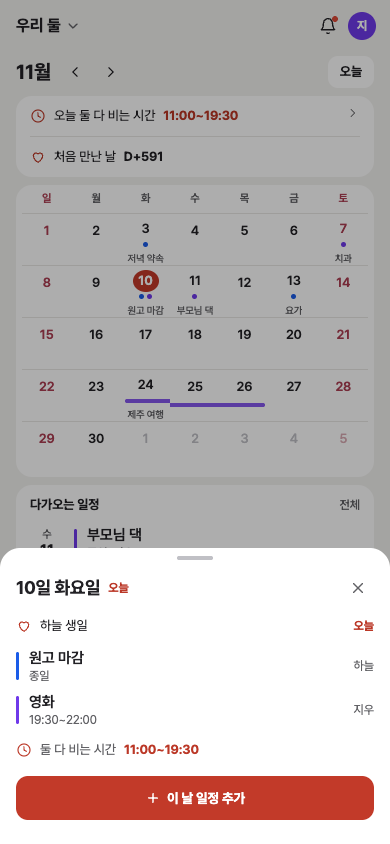 우리 둘
지
11월
오늘
오늘 둘 다 비는 시간 11:00~19:30
처음 만난 날 D+591
일 월 화 수 목 금 토
1 2 3 4 5 6 7
저녁 약속 치과
8 9 10 11 12 13 14
원고 마감 부모님 댁 요가
15 16 17 18 19 20 21
22 23 24 25 26 27 28
제주 여행
29 30 1 2 3 4 5
다가오는 일정 전체
수 부모님 댁
11
10일 화요일 오늘
하늘 생일 오늘
원고 마감
종일
하늘
영화
19:30~22:00
지우
둘 다 비는 시간 11:00~19:30
+ 이 날 일정 추가